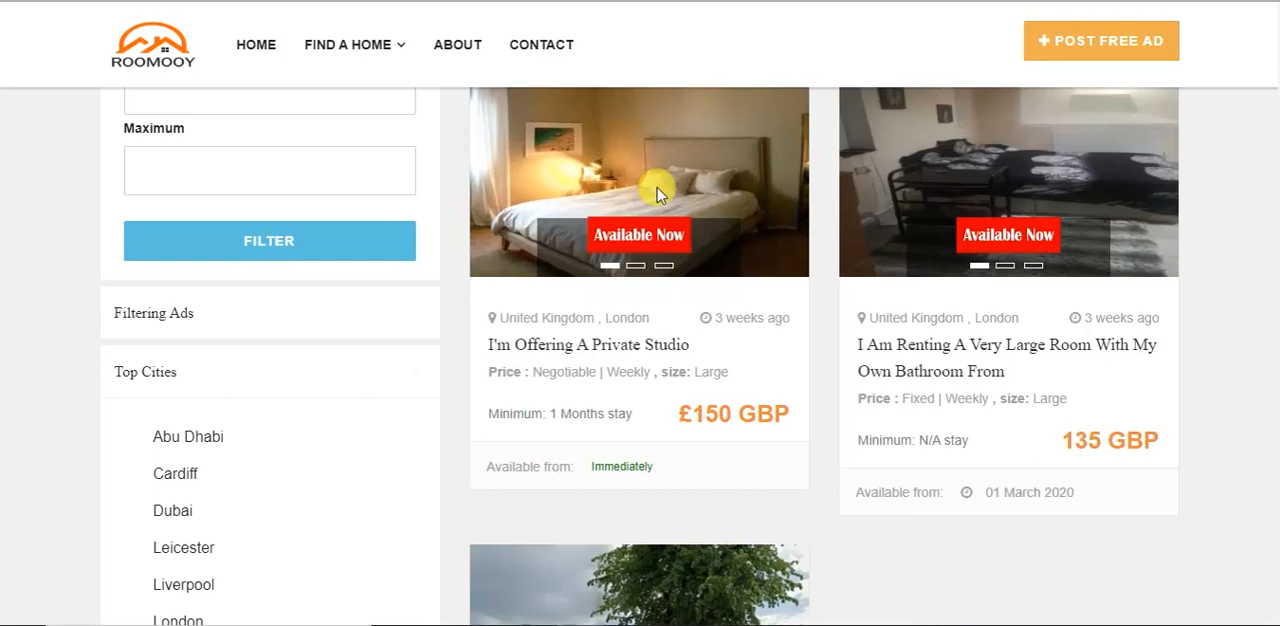 ROOMOOY
HOME
FIND A HOME
ABOUT
CONTACT
+ POST FREE AD
Maximum
FILTER
Filtering Ads
Top Cities
Abu Dhabi
Cardiff
Dubai
Leicester
Liverpool
London
Available Now
United Kingdom , London
3 weeks ago
I'm Offering A Private Studio
Price : Negotiable | Weekly , size: Large
Minimum: 1 Months stay
£150 GBP
Available from: Immediately
Available Now
United Kingdom , London
3 weeks ago
I Am Renting A Very Large Room With My
Own Bathroom From
Price : Fixed | Weekly , size: Large
Minimum: N/A stay
135 GBP
Available from: 01 March 2020